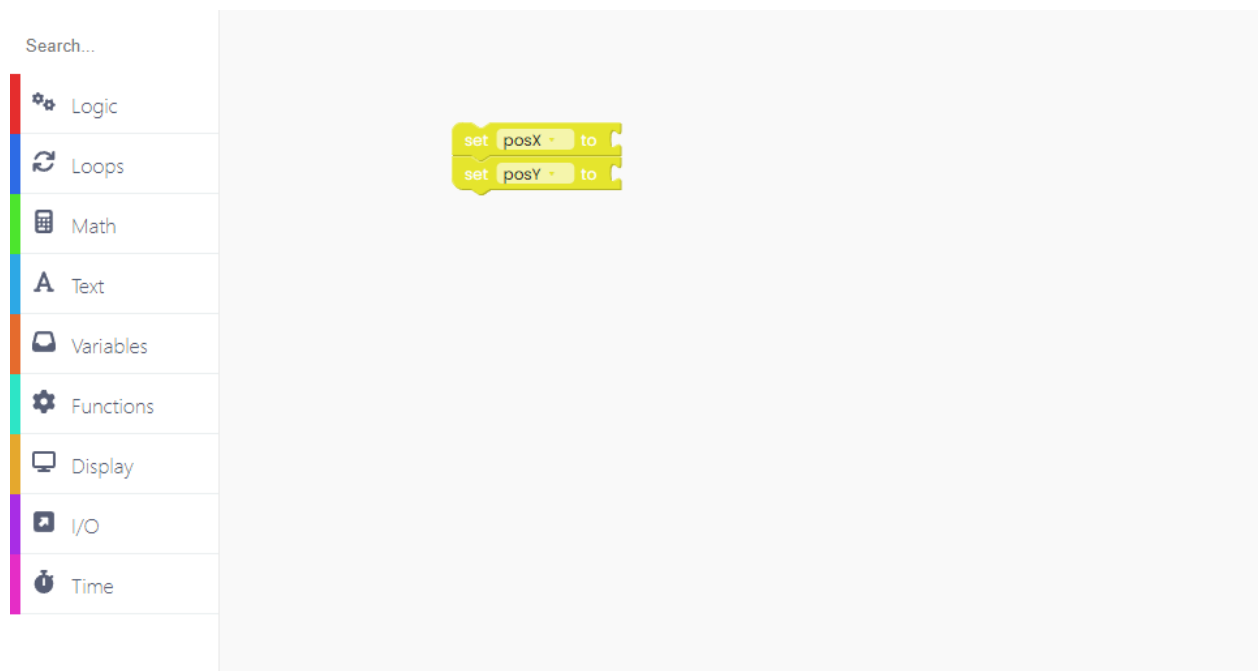 Search...
Logic
Loops
Math
Text
Variables
Functions
Display
I/O
Time
set posX to
set posY to